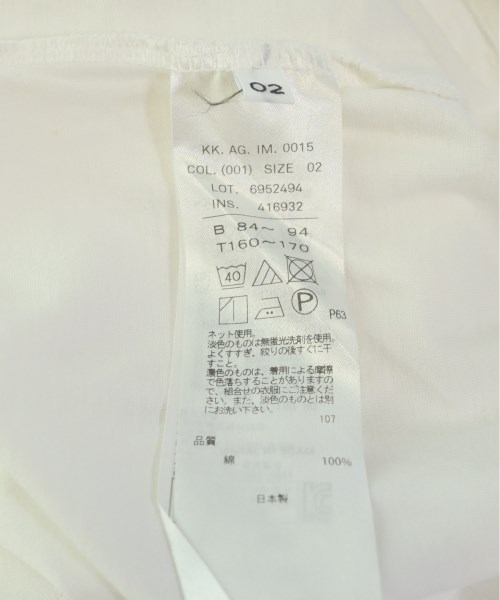 02
KK. AG. IM. 0015
COL. (001) SIZE 02
LOT. 6952494
INS. 416932
B 84～ 94
T160～170
40
P
P63
ネット使用。
淡色のものは無蛍光洗剤を使用。
よくすすぎ、絞りの後すぐに干
すこと。
濃色のものは、着用による摩擦
で色落ちすることがありますの
で、組合せの衣服にご注意くださ
い。また、淡色のものとは別
にお洗い下さい。
107
品質
綿 100%
日本製